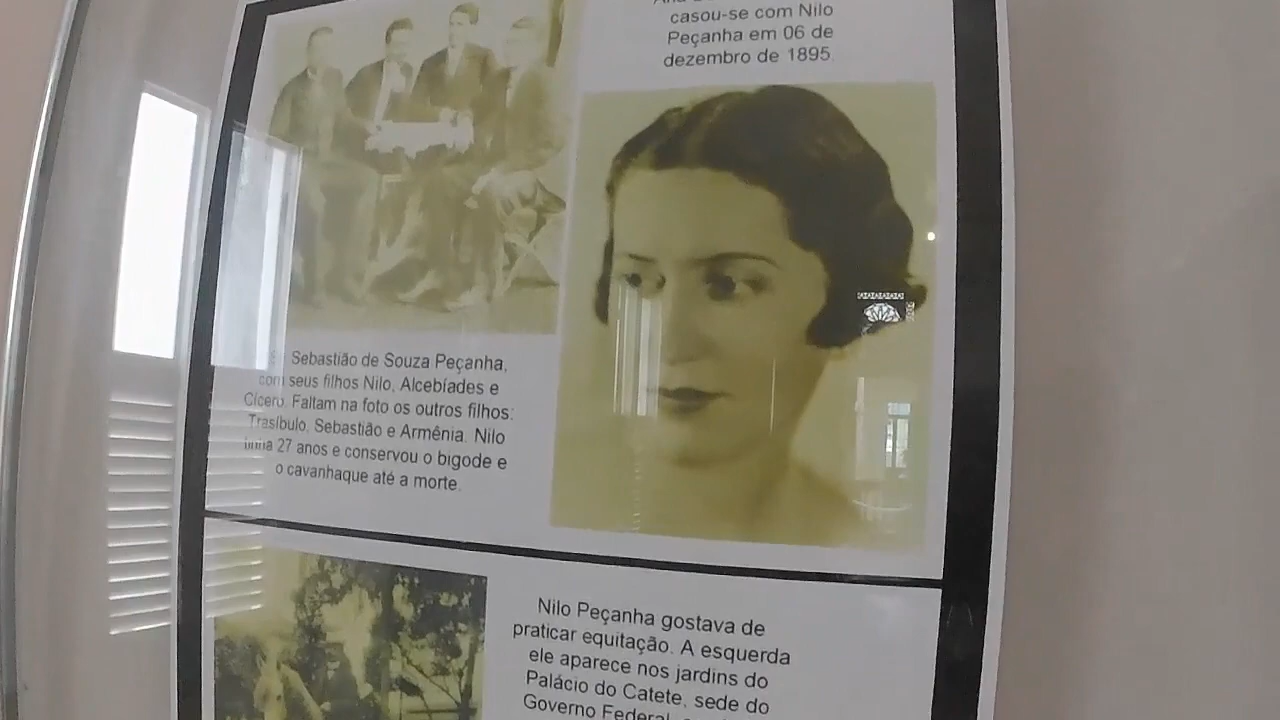 casou-se com Nilo
Peçanha em 06 de
dezembro de 1895.
Sebastião de Souza Peçanha,
com seus filhos Nilo, Alcebíades e
Cícero. Faltam na foto os outros filhos:
Trasíbulo, Sebastião e Armênia. Nilo
tinha 27 anos e conservou o bigode e
o cavanhaque até a morte.
Nilo Peçanha gostava de
praticar equitação. A esquerda
ele aparece nos jardins do
Palácio do Catete, sede do
Governo Federal,